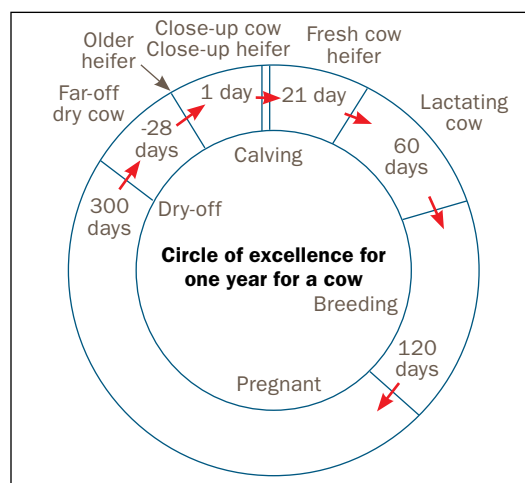 Close-up cow
Close-up heifer
Fresh cow
heifer
Older
heifer
Far-off
dry cow
Lactating
cow
1 day
21 day
-28
days
60
days
Calving
300
days
Dry-off
Circle of excellence for
one year for a cow
Breeding
120
days
Pregnant